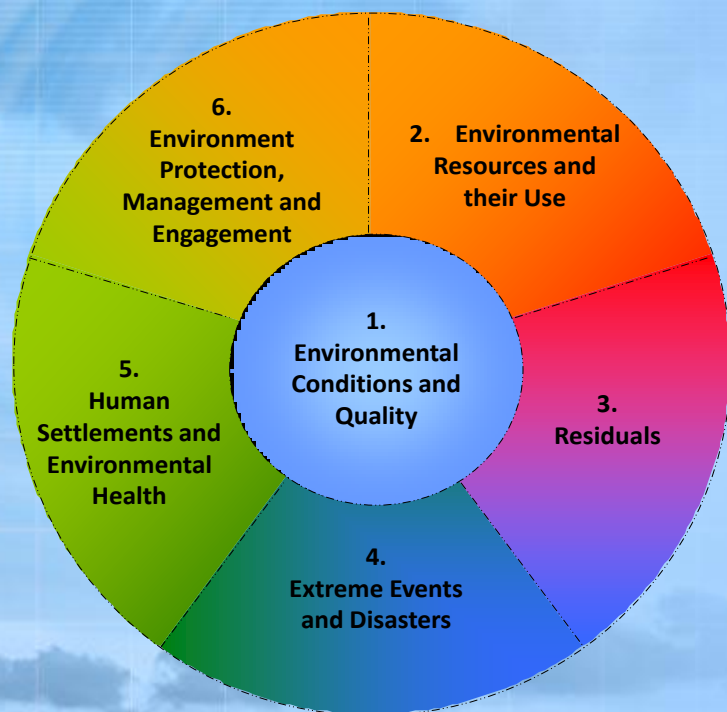 1.
Environmental
Conditions and
Quality
2. Environmental
Resources and
their Use
3.
Residuals
4.
Extreme Events
and Disasters
5.
Human
Settlements and
Environmental
Health
6.
Environment
Protection,
Management and
Engagement